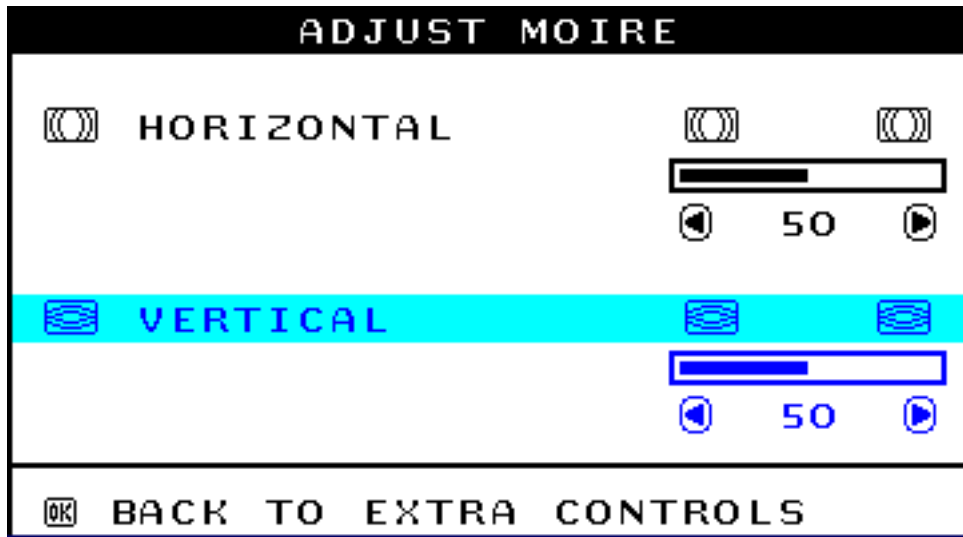 ADJUST MOIRE
HORIZONTAL
50
VERTICAL
50
OK BACK TO EXTRA CONTROLS